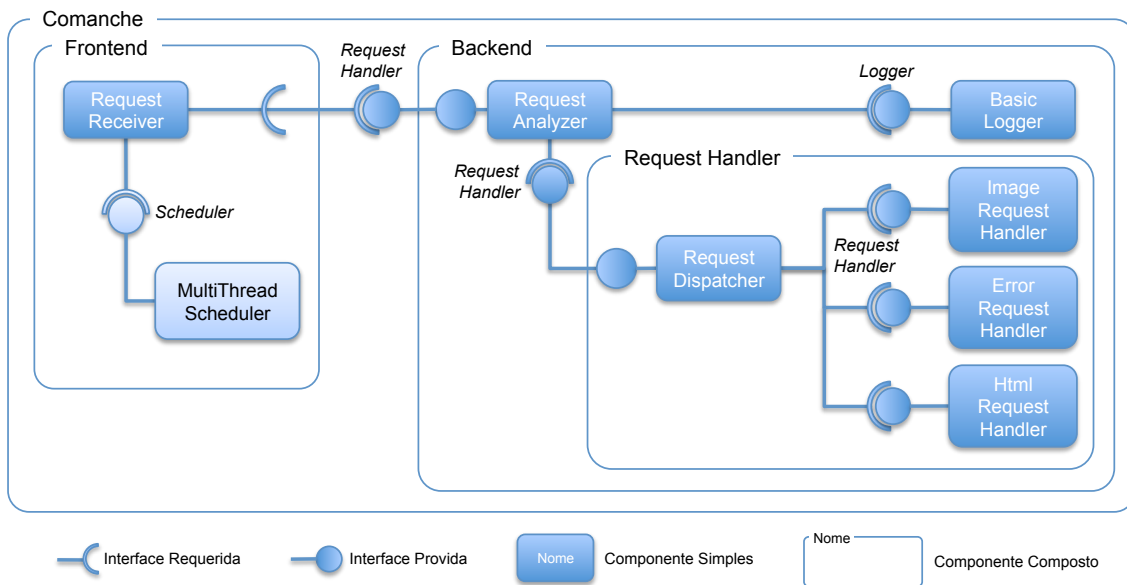 Comanche
Frontend
Request
Handler
Backend
Request
Receiver
Request
Analyzer
Logger
Basic
Logger
Request
Handler
Request Handler
Scheduler
Image
Request
Handler
Request
Dispatcher
Request
Handler
MultiThread
Scheduler
Error
Request
Handler
Html
Request
Handler
Interface Requerida
Interface Provida
Nome
Componente Simples
Nome
Componente Composto